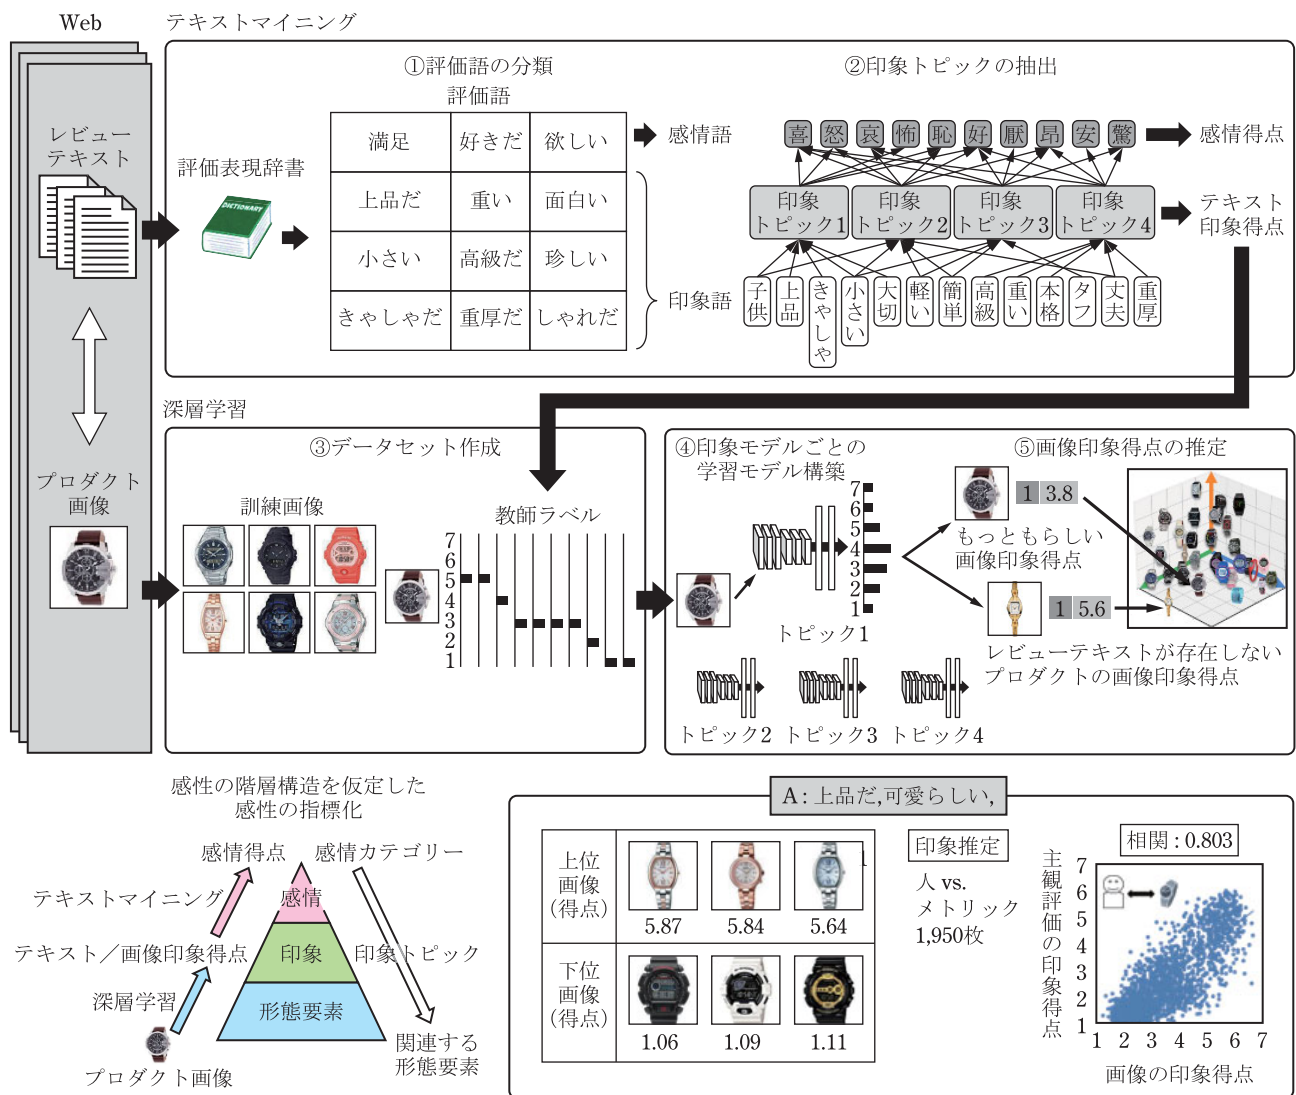 Web
テキストマイニング
レビュー
テキスト
評価表現辞書
DICTIONARY
①評価語の分類
評価語
満足 好きだ 欲しい
上品だ 重い 面白い
小さい 高級だ 珍しい
きゃしゃだ 重厚だ しゃれだ
感情語
印象語
②印象トピックの抽出
喜 怒 哀 怖 恥 好 厭 昂 安 驚
感情得点
印象
トピック1
印象
トピック2
印象
トピック3
印象
トピック4
テキスト
印象得点
子供 上品 きゃしゃ 小さい 大切 軽い 簡単 高級 重い 本格 タフ 丈夫 重厚
プロダクト
画像
深層学習
③データセット作成
訓練画像
教師ラベル
7
6
5
4
3
2
1
④印象モデルごとの
学習モデル構築
7
6
5
4
3
2
1
トピック1
トピック2 トピック3 トピック4
⑤画像印象得点の推定
1 3.8
もっともらしい
画像印象得点
1 5.6
レビューテキストが存在しない
プロダクトの画像印象得点
感性の階層構造を仮定した
感性の指標化
感情得点 感情カテゴリー
テキストマイニング
感情
テキスト／画像印象得点
印象
印象トピック
深層学習
形態要素
プロダクト画像
関連する
形態要素
A : 上品だ,可愛らしい,
上位
画像
(得点)
1
5.87 5.84 5.64
下位
画像
(得点)
1.06 1.09 1.11
印象推定
人 vs.
メトリック
1,950枚
相関 : 0.803
主観評価の印象得点
7
6
5
4
3
2
1
1 2 3 4 5 6 7
画像の印象得点